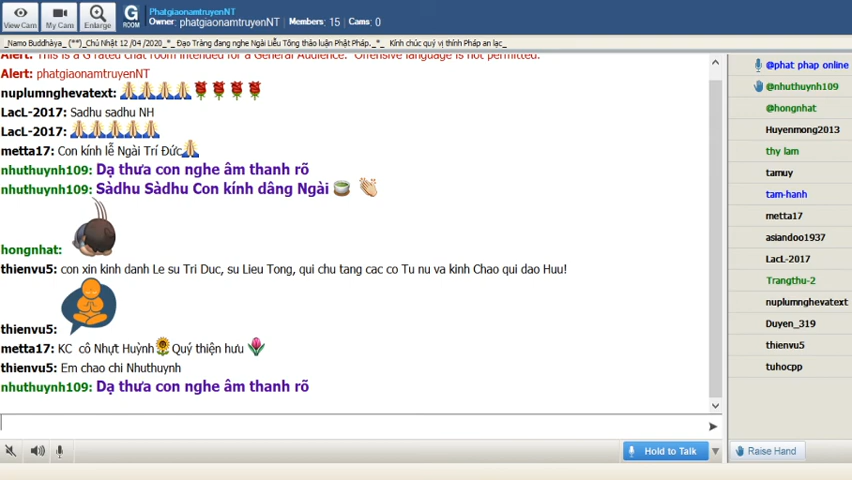 View Cam
My Cam
Enlarge
G
ROOM
PhatgiaonamtruyenNT
Owner: phatgiaonamtruyenNT | Members: 15 | Cams: 0
_Namo Buddhàya_ (**)_Chủ Nhật 12 /04 /2020_*_ Đạo Tràng đang nghe Ngài Liễu Tông thảo luận Phật Pháp._*_ Kính chúc quý vị thính Pháp an lạc_
Alert: This is a G rated chat room intended for a General Audience. Offensive language is not permitted.
Alert: phatgiaonamtruyenNT
nuplumnghevatext:
LacL-2017: Sadhu sadhu NH
LacL-2017:
metta17: Con kính lễ Ngài Trí Đức
nhuthuynh109: Dạ thưa con nghe âm thanh rõ
nhuthuynh109: Sàdhu Sàdhu Con kính dâng Ngài
hongnhat:
thienvu5: con xin kinh danh Le su Tri Duc, su Lieu Tong, qui chu tang cac co Tu nu va kinh Chao qui dao Huu!
thienvu5:
metta17: KC cô Nhựt Huỳnh Quý thiện hưu
thienvu5: Em chao chi Nhuthuynh
nhuthuynh109: Dạ thưa con nghe âm thanh rõ
Hold to Talk
@phat phap online
@nhuthuynh109
@hongnhat
Huyenmong2013
thy lam
tamuy
tam-hanh
metta17
asiandoo1937
LacL-2017
Trangthu-2
nuplumnghevatext
Duyen_319
thienvu5
tuhocpp
Raise Hand